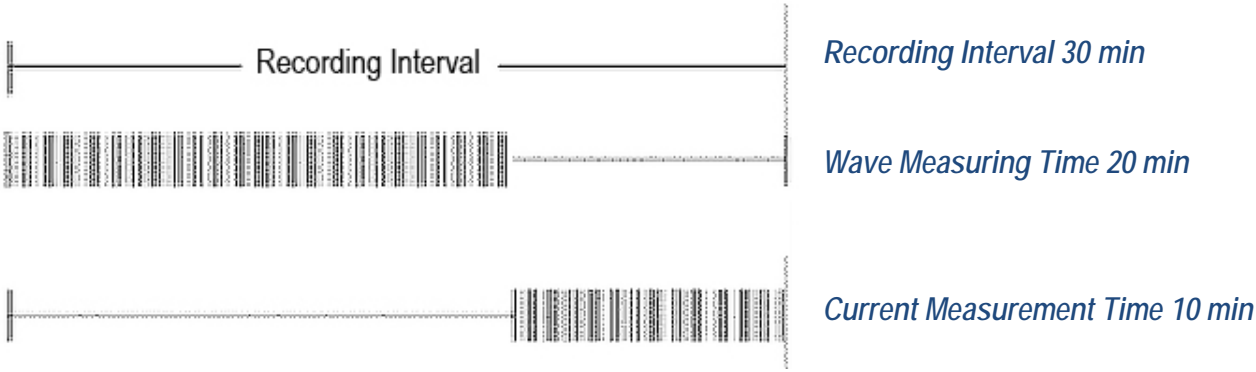 Recording Interval
Recording Interval 30 min
Wave Measuring Time 20 min
Current Measurement Time 10 min